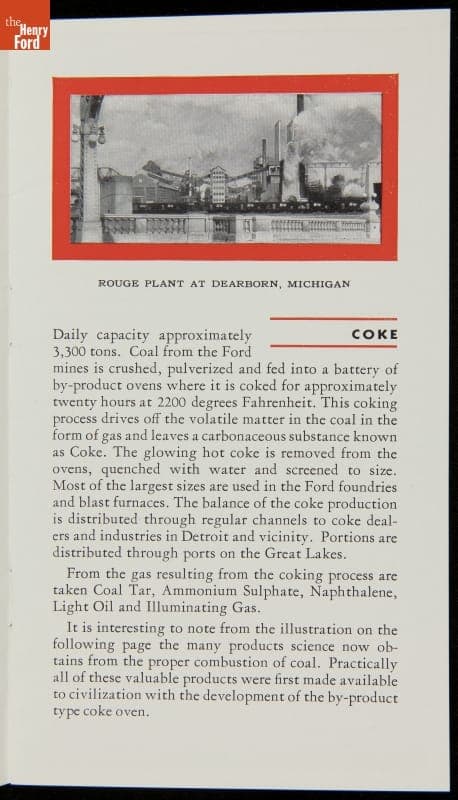 the
Henry
Ford
ROUGE PLANT AT DEARBORN, MICHIGAN
COKE
Daily capacity approximately
3,300 tons. Coal from the Ford
mines is crushed, pulverized and fed into a battery of
by-product ovens where it is coked for approximately
twenty hours at 2200 degrees Fahrenheit. This coking
process drives off the volatile matter in the coal in the
form of gas and leaves a carbonaceous substance known
as Coke. The glowing hot coke is removed from the
ovens, quenched with water and screened to size.
Most of the largest sizes are used in the Ford foundries
and blast furnaces. The balance of the coke production
is distributed through regular channels to coke deal-
ers and industries in Detroit and vicinity. Portions are
distributed through ports on the Great Lakes.
From the gas resulting from the coking process are
taken Coal Tar, Ammonium Sulphate, Naphthalene,
Light Oil and Illuminating Gas.
It is interesting to note from the illustration on the
following page the many products science now ob-
tains from the proper combustion of coal. Practically
all of these valuable products were first made available
to civilization with the development of the by-product
type coke oven.